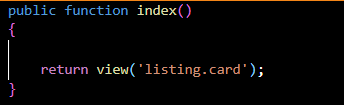 public function index()
{
return view('listing.card');
}